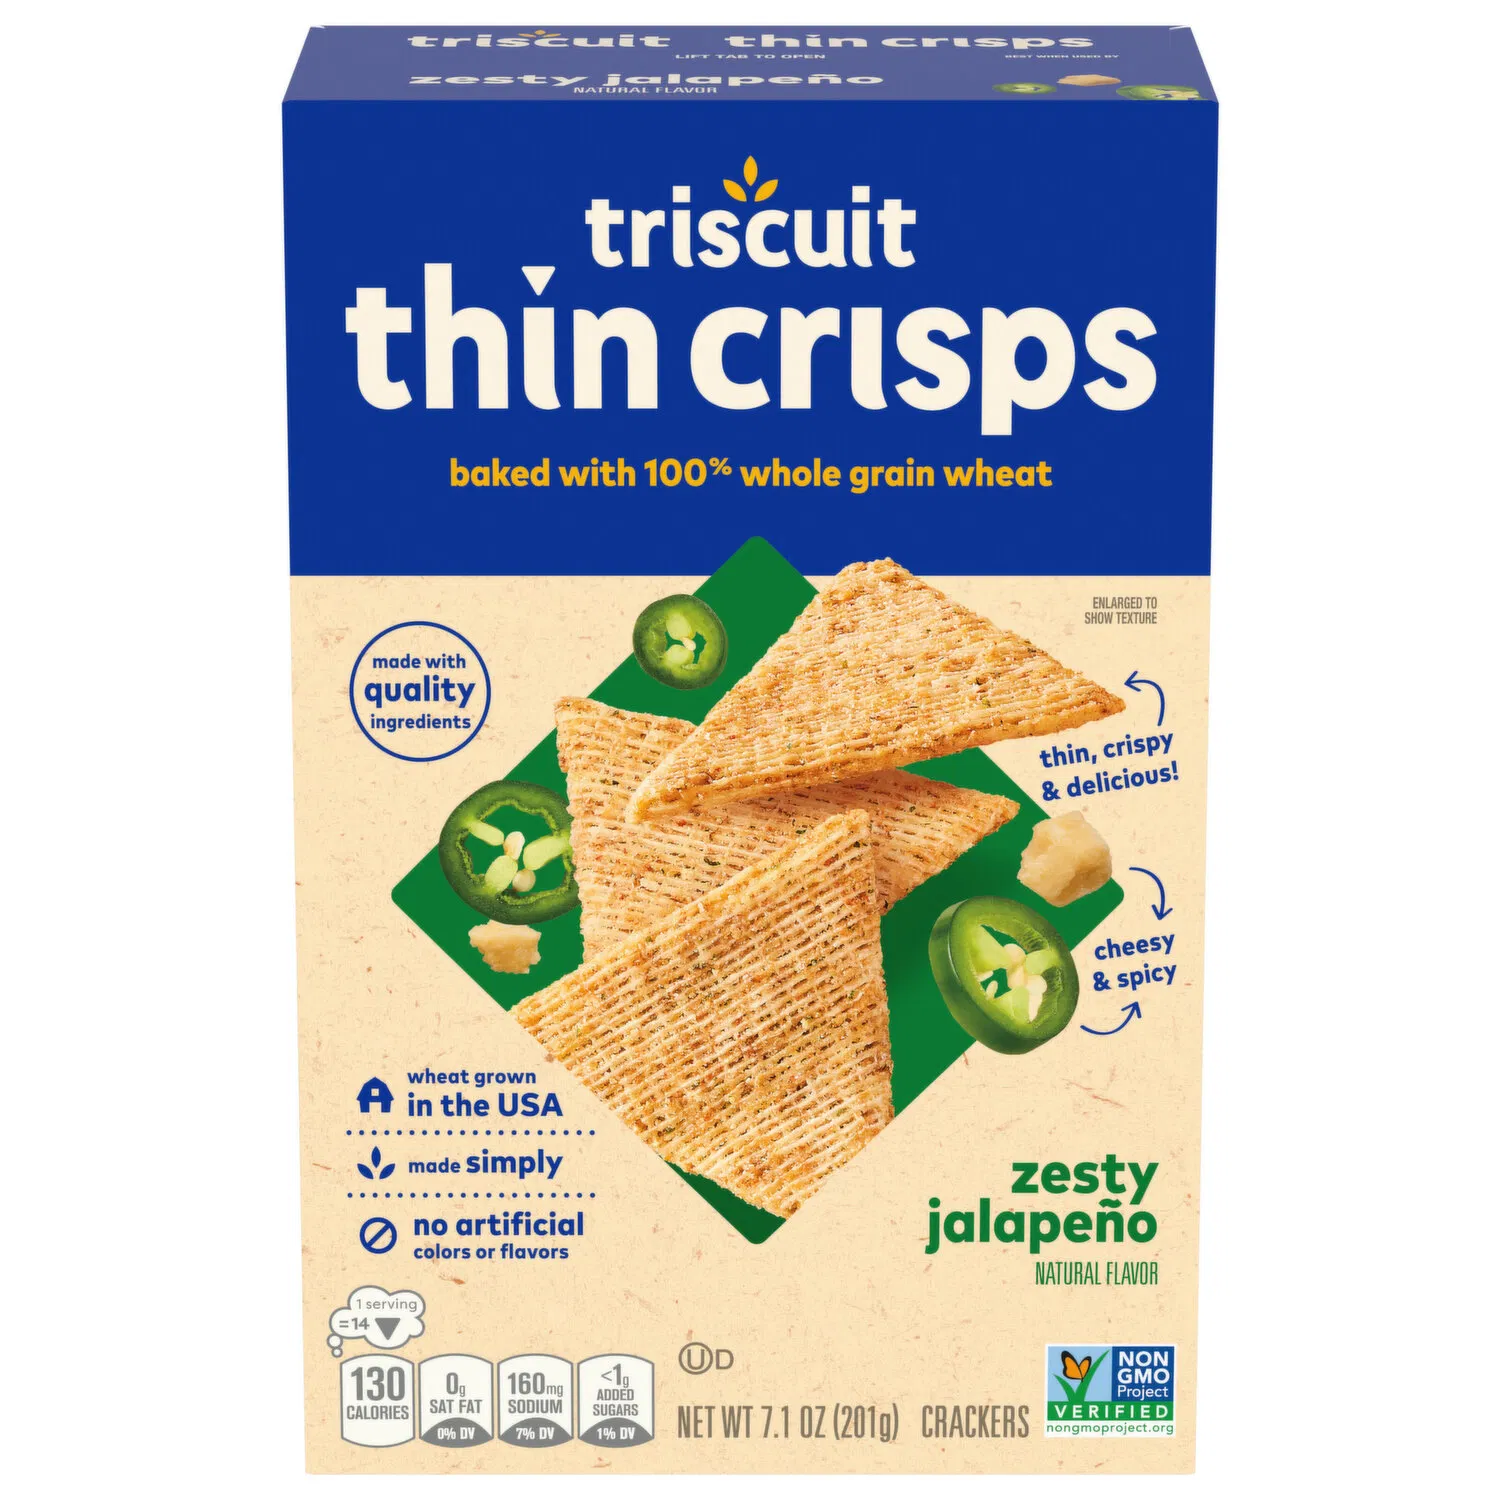 triscuit thin crisps
LIFT TAB TO OPEN
BEST WHEN USED BY
zesty jalapeño
NATURAL FLAVOR
triscuit
thin crisps
baked with 100% whole grain wheat
ENLARGED TO
SHOW TEXTURE
made with
quality
ingredients
thin, crispy
& delicious!
cheesy
& spicy
wheat grown
in the USA
made simply
no artificial
colors or flavors
zesty
jalapeño
NATURAL FLAVOR
1 serving
=14
130
CALORIES
0g
SAT FAT
0% DV
160mg
SODIUM
7% DV
<1g
ADDED
SUGARS
1% DV
UD
NET WT 7.1 OZ (201g) CRACKERS
NON
GMO
Project
VERIFIED
nongmoproject.org